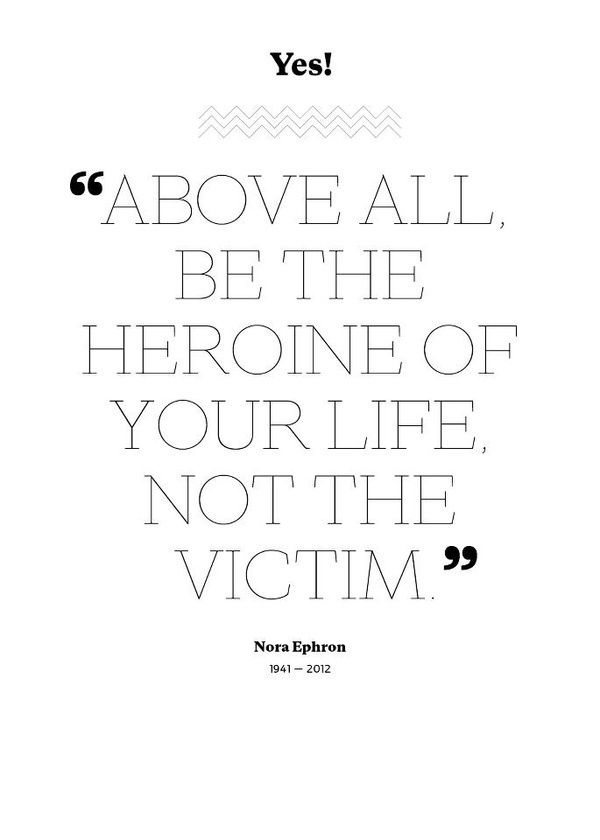 Yes!
“ABOVE ALL,
BE THE
HEROINE OF
YOUR LIFE,
NOT THE
VICTIM.”
Nora Ephron
1941 — 2012